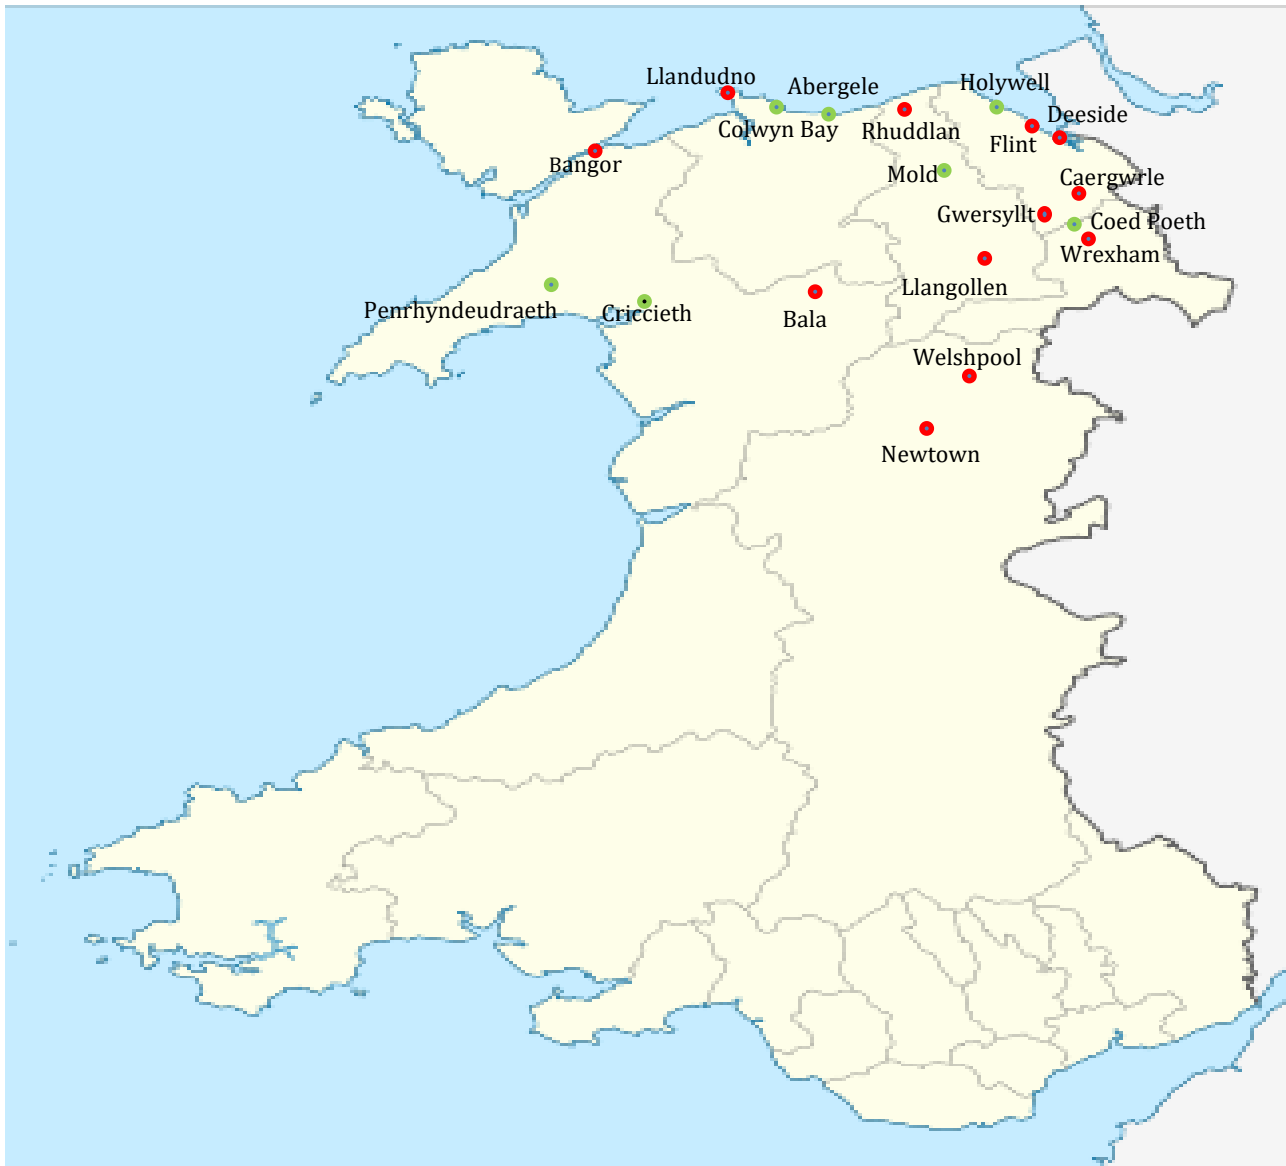 Llandudno
Abergele
Holywell
Colwyn Bay
Rhuddlan
Deeside
Flint
Bangor
Mold
Caergwrle
Gwersyllt
Coed Poeth
Wrexham
Llangollen
Penrhyndeudraeth
Criccieth
Bala
Welshpool
Newtown